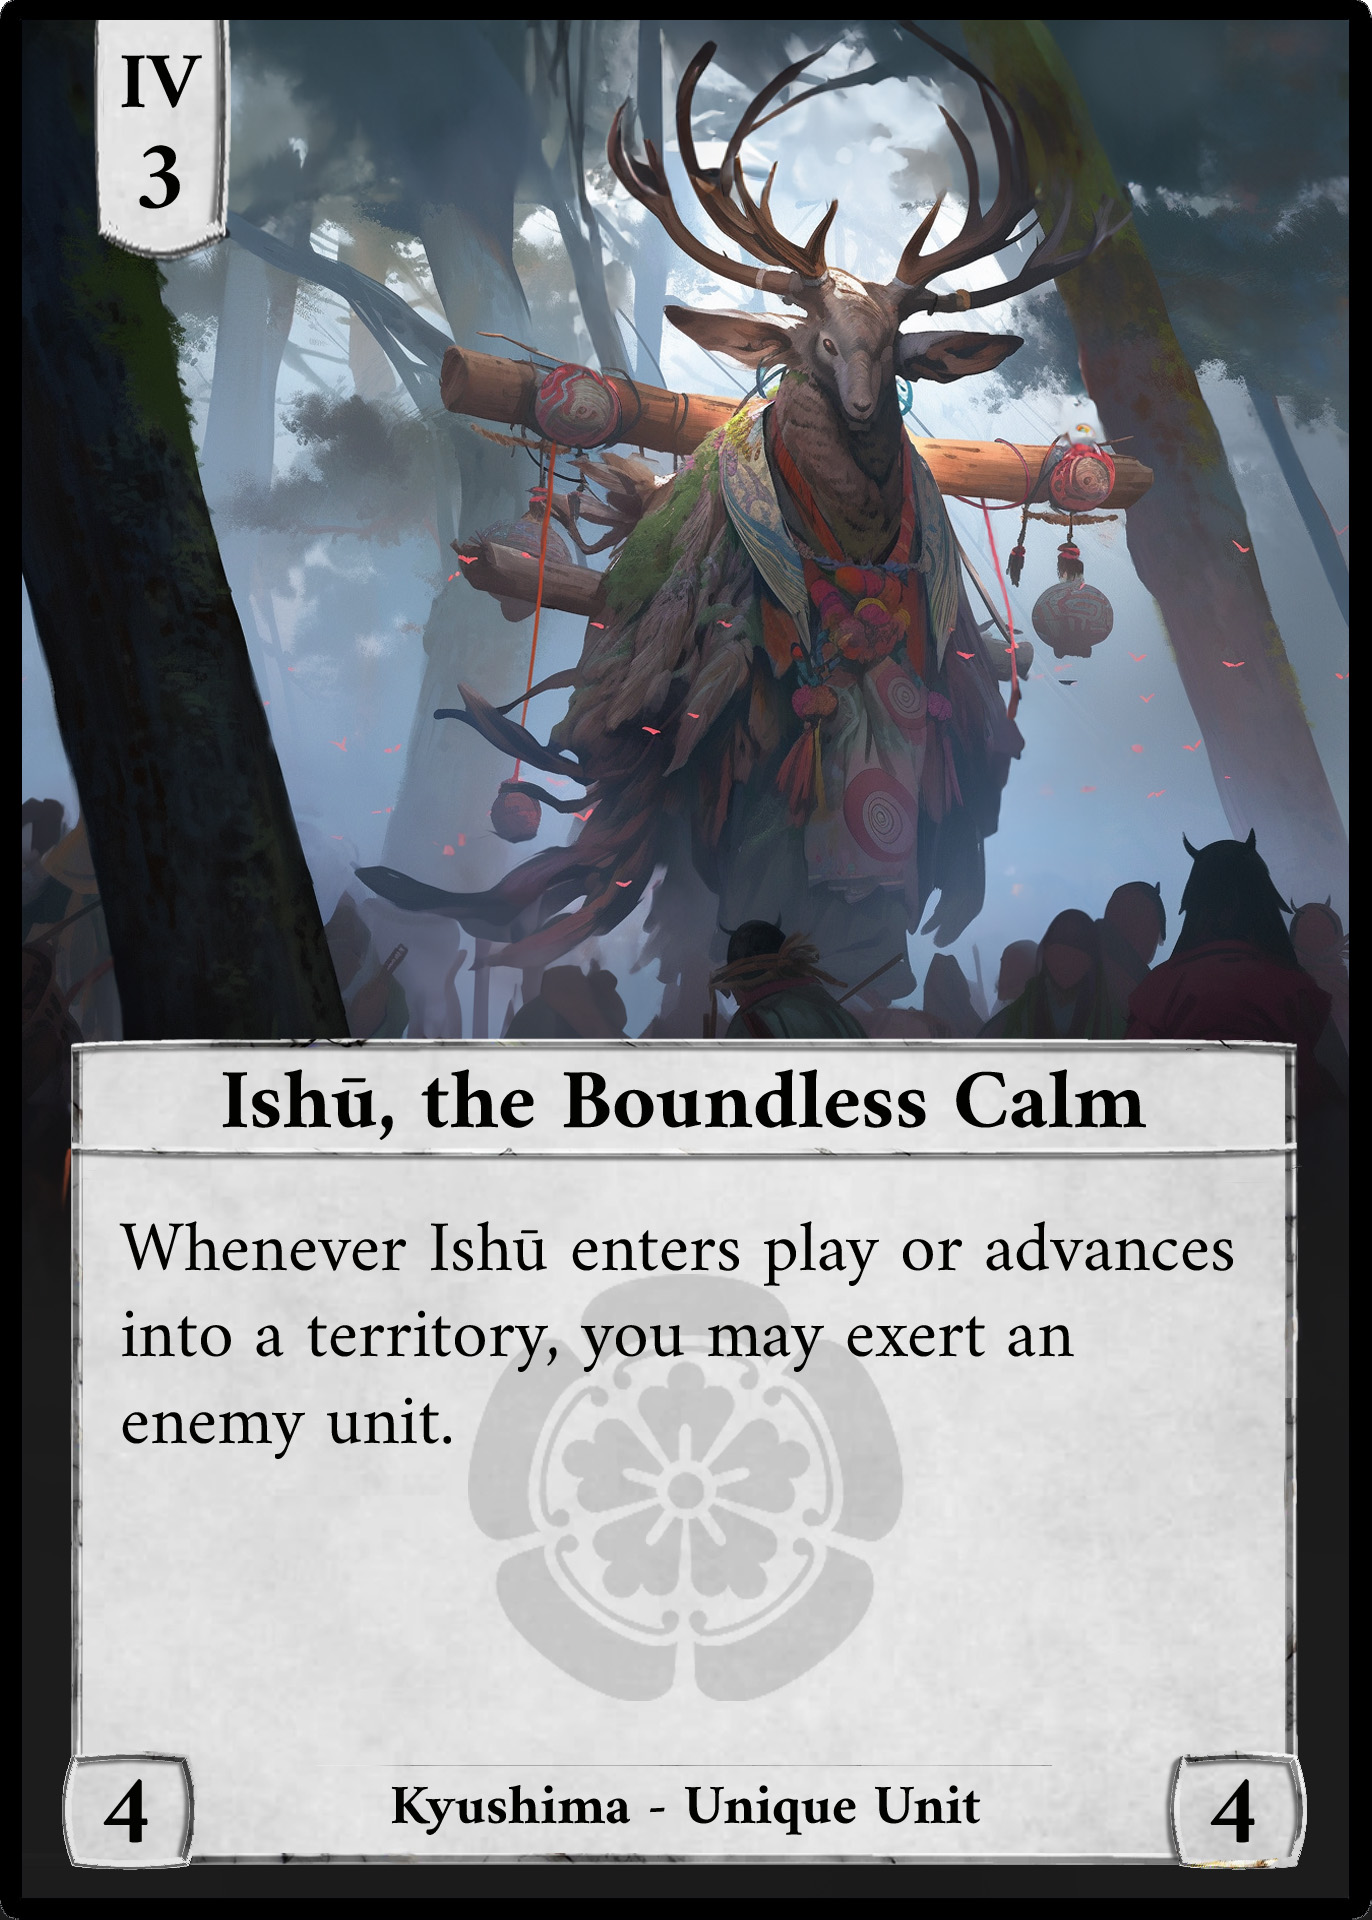 IV
3
Ishū, the Boundless Calm
Whenever Ishū enters play or advances
into a territory, you may exert an
enemy unit.
4
Kyushima - Unique Unit
4